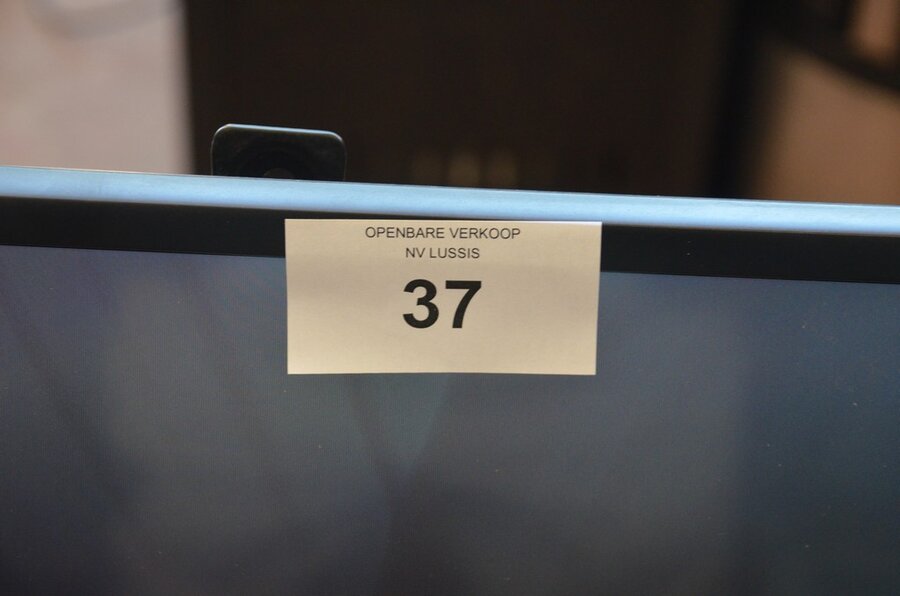 OPENBARE VERKOOP
NV LUSSIS
37